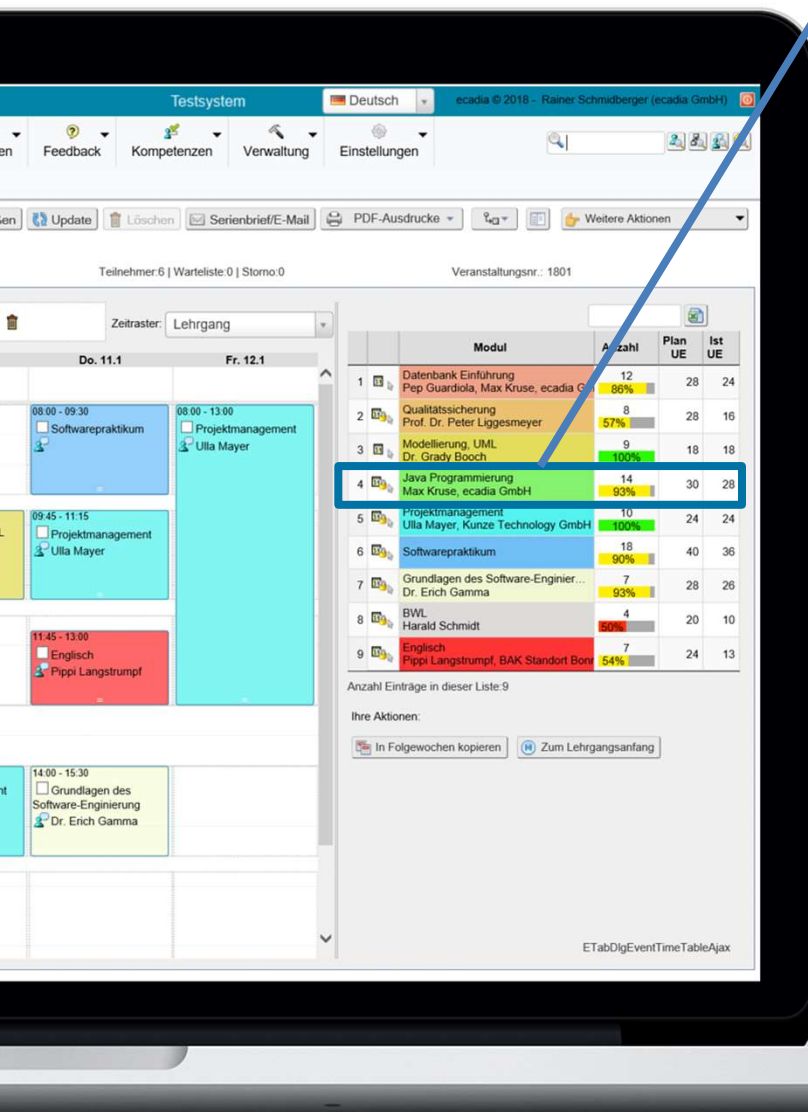 Testsystem
Deutsch
ecadia © 2018 - Rainer Schmidberger (ecadia GmbH)
en
Feedback
Kompetenzen
Verwaltung
Einstellungen
Update
Löschen
Serienbrief/E-Mail
PDF-Ausdrucke
Weitere Aktionen
Teilnehmer:6 | Warteliste:0 | Storno:0
Veranstaltungsnr.: 1801
Zeitraster: Lehrgang
Do. 11.1
Fr. 12.1
08:00 - 09:30
Softwarepraktikum
08:00 - 13:00
Projektmanagement
Ulla Mayer
09:45 - 11:15
Projektmanagement
Ulla Mayer
11:45 - 13:00
Englisch
Pippi Langstrumpf
14:00 - 15:30
Grundlagen des
Software-Enginierung
Dr. Erich Gamma
Modul Anzahl Plan UE Ist UE
1 Datenbank Einführung 12 28 24
Pep Guardiola, Max Kruse, ecadia 86%
2 Qualitätssicherung 8 28 16
Prof. Dr. Peter Liggesmeyer 57%
3 Modellierung, UML 9 18 18
Dr. Grady Booch 100%
4 Java Programmierung 14 30 28
Max Kruse, ecadia GmbH 93%
5 Projektmanagement 10 24 24
Ulla Mayer, Kunze Technology GmbH 100%
6 Softwarepraktikum 18 40 36
90%
7 Grundlagen des Software-Enginier... 7 28 26
Dr. Erich Gamma 93%
8 BWL 4 20 10
Harald Schmidt 50%
9 Englisch 7 24 13
Pippi Langstrumpf, BAK Standort Bonn 54%
Anzahl Einträge in dieser Liste:9
Ihre Aktionen:
In Folgewochen kopieren
Zum Lehrgangsanfang
ETabDlgEventTimeTableAjax